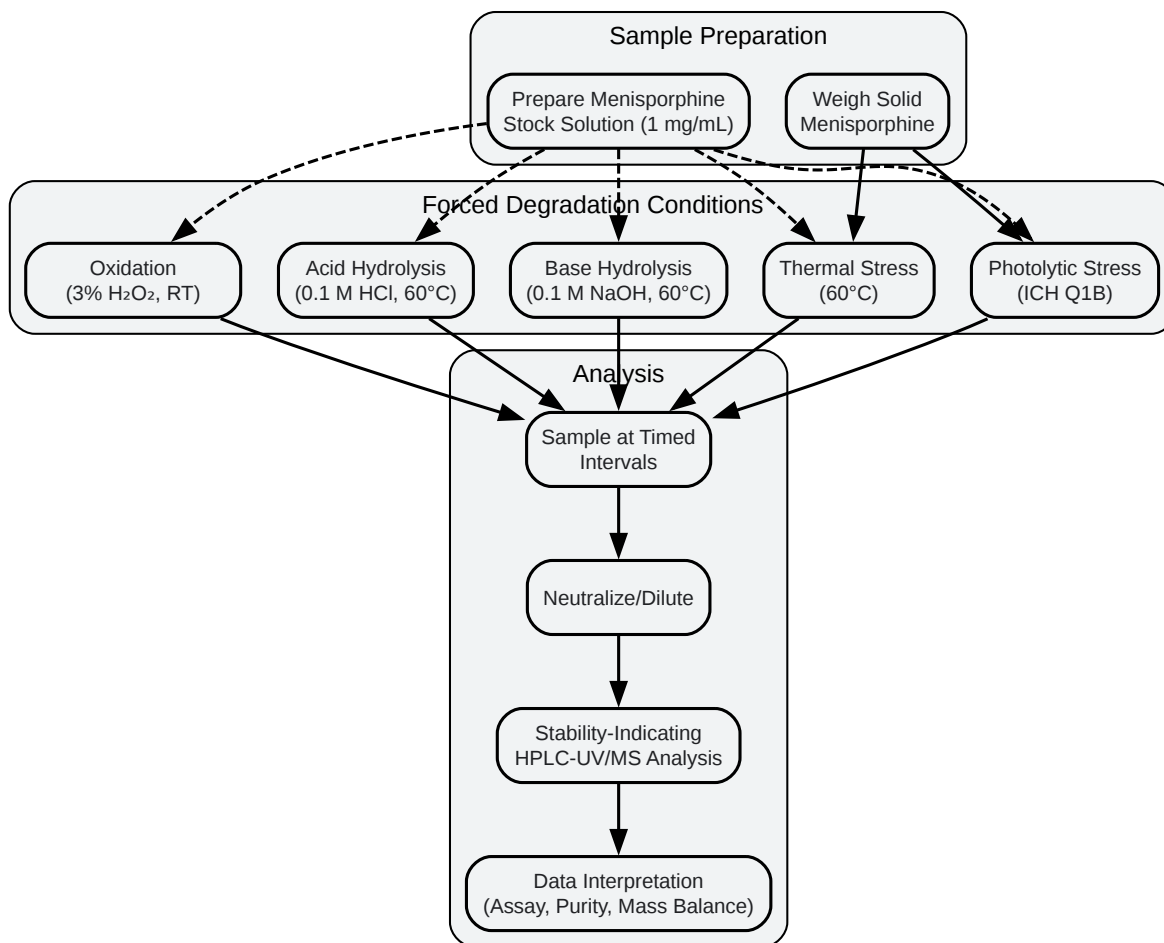 Sample Preparation
Prepare Menisporphine
Stock Solution (1 mg/mL)
Weigh Solid
Menisporphine
Forced Degradation Conditions
Oxidation
(3% H₂O₂, RT)
Acid Hydrolysis
(0.1 M HCl, 60°C)
Base Hydrolysis
(0.1 M NaOH, 60°C)
Thermal Stress
(60°C)
Photolytic Stress
(ICH Q1B)
Analysis
Sample at Timed
Intervals
Neutralize/Dilute
Stability-Indicating
HPLC-UV/MS Analysis
Data Interpretation
(Assay, Purity, Mass Balance)